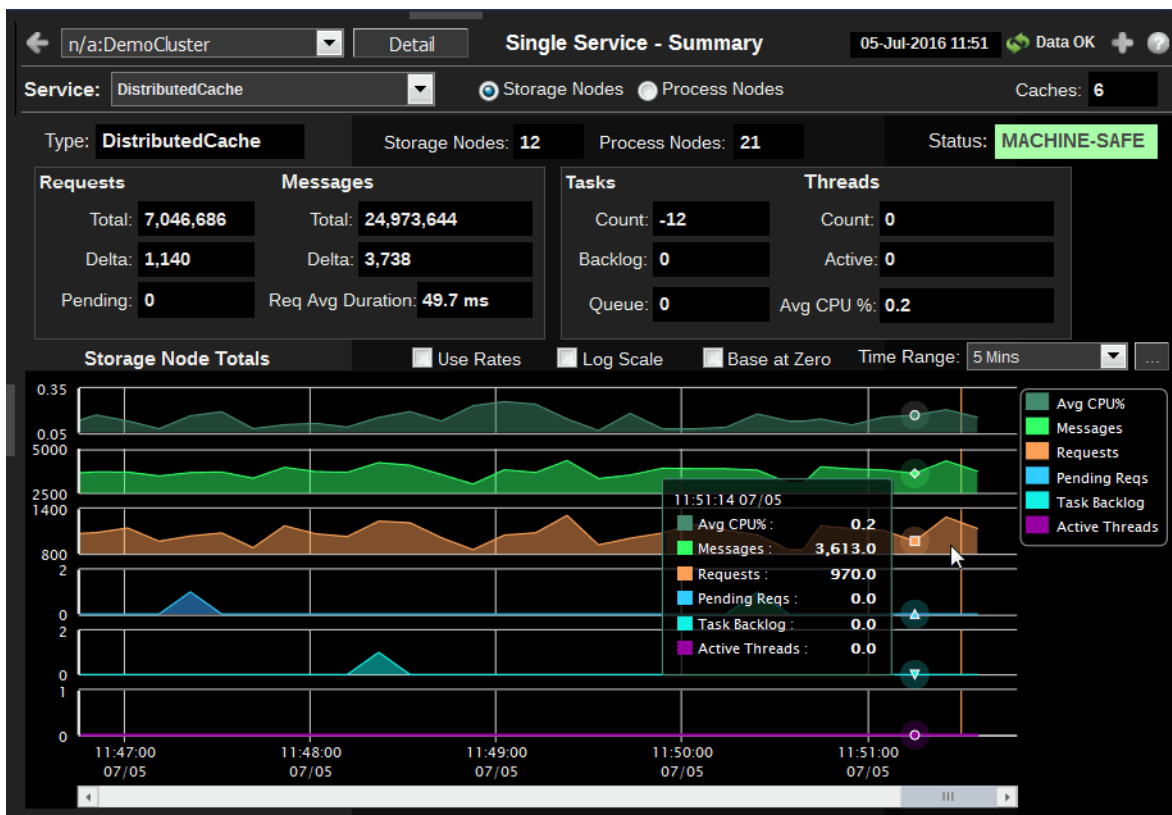 n/a:DemoCluster Detail Single Service - Summary 05-Jul-2016 11:51 Data OK ?
Service: DistributedCache Storage Nodes Process Nodes Caches: 6
Type: DistributedCache Storage Nodes: 12 Process Nodes: 21 Status: MACHINE-SAFE
Requests Messages Tasks Threads
Total: 7,046,686 Total: 24,973,644 Count: -12 Count: 0
Delta: 1,140 Delta: 3,738 Backlog: 0 Active: 0
Pending: 0 Req Avg Duration: 49.7 ms Queue: 0 Avg CPU %: 0.2
Storage Node Totals Use Rates Log Scale Base at Zero Time Range: 5 Mins ...
0.35
0.05
5000
2500
1400
800
2
0
2
0
1
0
Avg CPU%
Messages
Requests
Pending Reqs
Task Backlog
Active Threads
11:51:14 07/05
Avg CPU% : 0.2
Messages : 3,613.0
Requests : 970.0
Pending Reqs : 0.0
Task Backlog : 0.0
Active Threads : 0.0
11:47:00 11:48:00 11:49:00 11:50:00 11:51:00
07/05 07/05 07/05 07/05 07/05